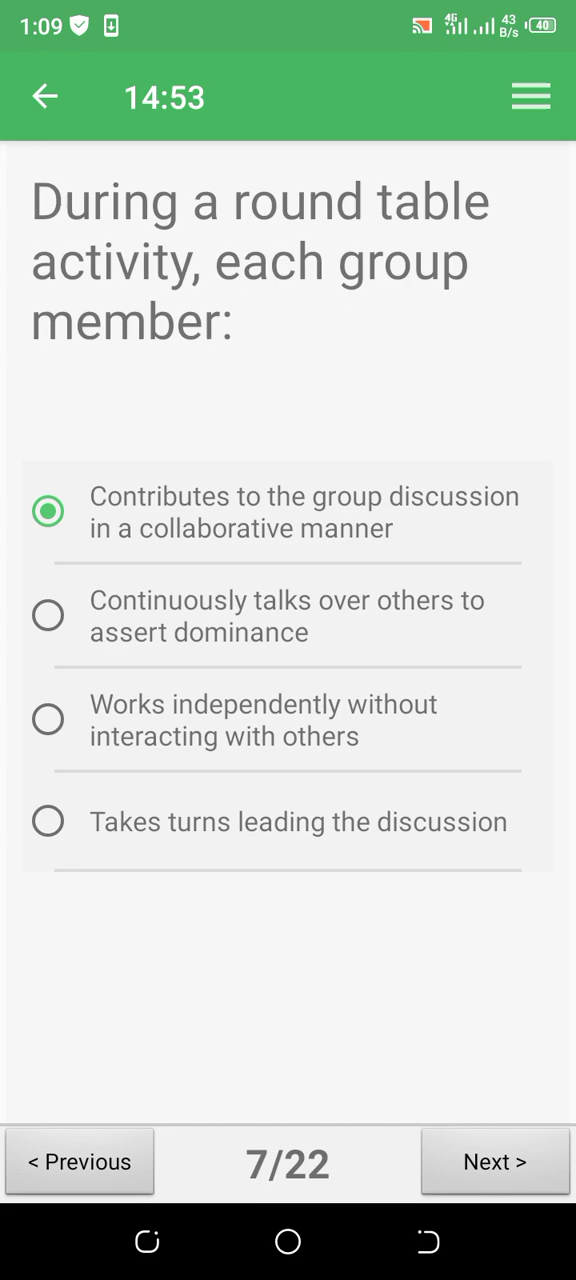 1:09
4G
43
B/s
40
14:53
During a round table
activity, each group
member:
Contributes to the group discussion
in a collaborative manner
Continuously talks over others to
assert dominance
Works independently without
interacting with others
Takes turns leading the discussion
< Previous
7/22
Next >